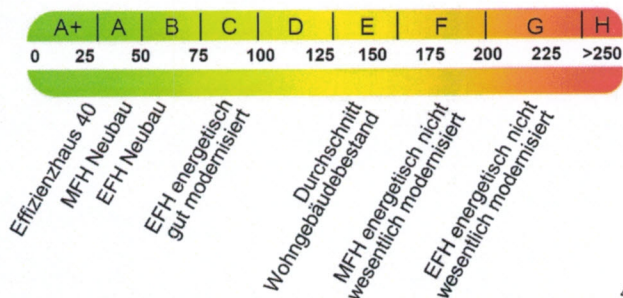 A+ | A | B | C | D | E | F | G | H
0 25 50 75 100 125 150 175 200 225 >250
Effizienzhaus 40
MFH Neubau
EFH Neubau
EFH energetisch
gut modernisiert
Durchschnitt
Wohngebäudebestand
MFH energetisch nicht
wesentlich modernisiert
EFH energetisch nicht
wesentlich modernisiert